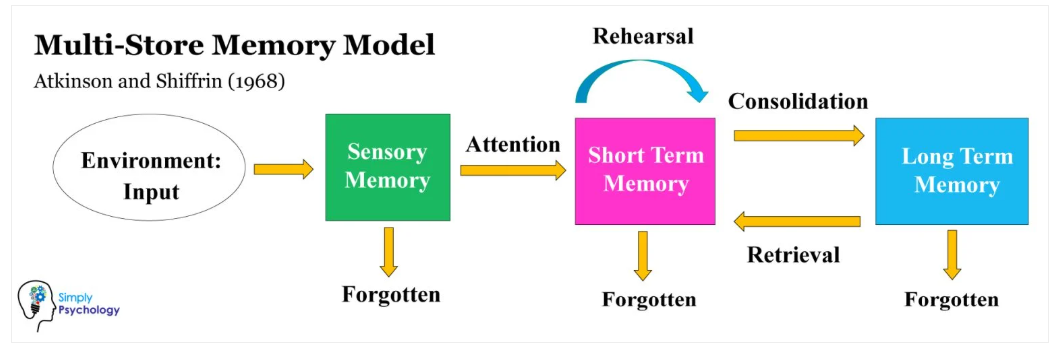 Multi-Store Memory Model
Atkinson and Shiffrin (1968)
Rehearsal
Consolidation
Environment:
Input
Sensory
Memory
Attention
Short Term
Memory
Long Term
Memory
Retrieval
Forgotten
Forgotten
Forgotten
Simply
Psychology